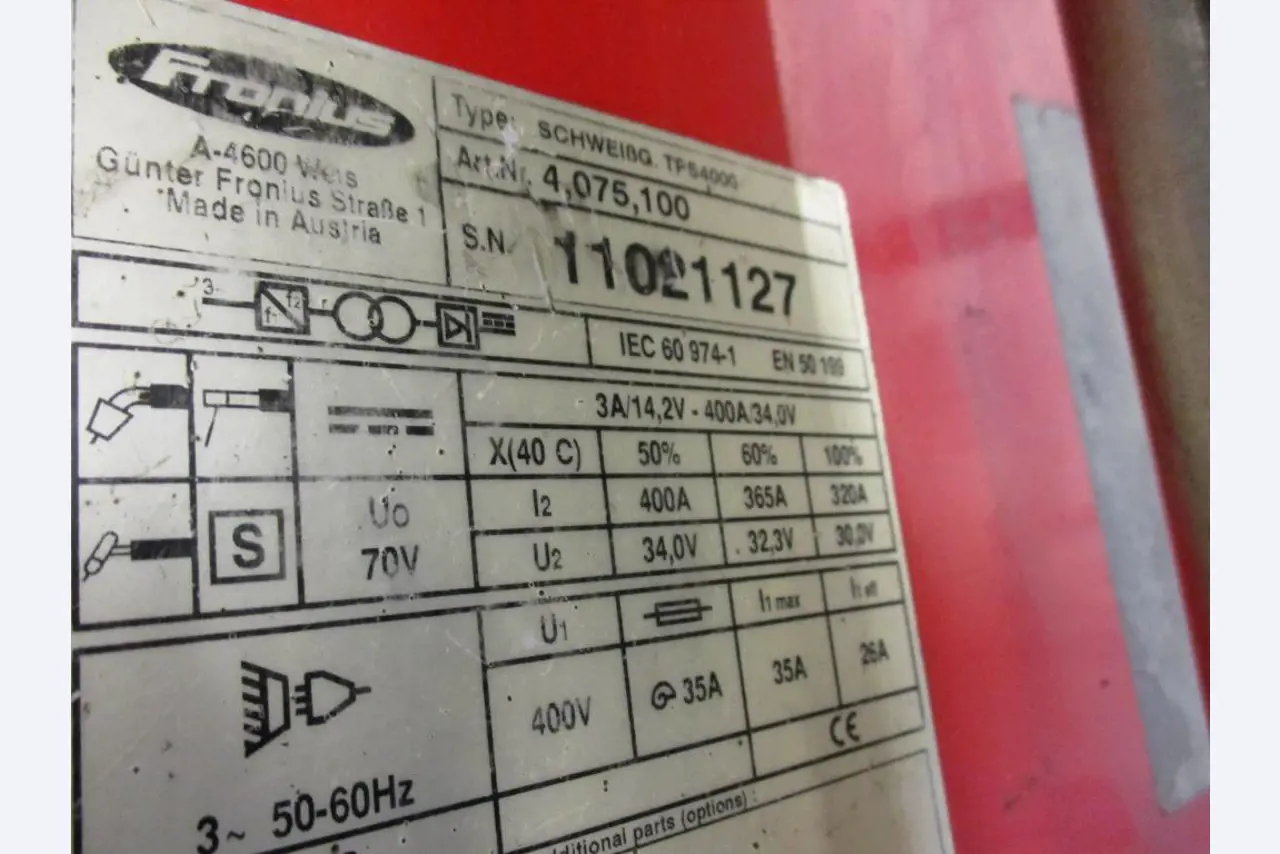 Fronius
A-4600 Wels
Günter Fronius Straße 1
Made in Austria
Type: SCHWEIßG. TPS4000
Art.Nr. 4,075,100
S.N. 11021127
3~ f1 f2
IEC 60 974-1 EN 50 199
3A/14,2V - 400A/34,0V
X(40 C) 50% 60% 100%
I2 400A 365A 320A
S
Uo
70V
U2 34,0V 32,3V 30,0V
U1 I1 max I1 eff
400V 35A 35A 26A
CE
3~ 50-60Hz
additional parts (options) :